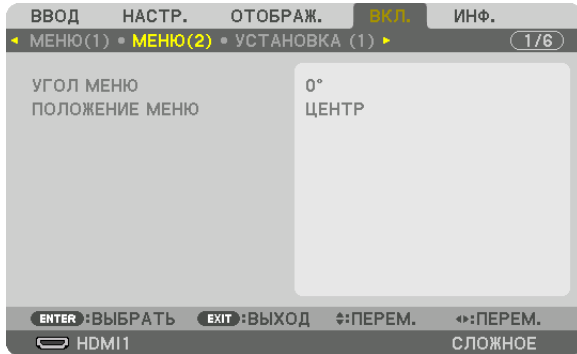 ВВОД НАСТР. ОТОБРАЖ. ВКЛ. ИНФ.
◂ МЕНЮ(1) • МЕНЮ(2) • УСТАНОВКА (1) ▸ 1/6
УГОЛ МЕНЮ 0°
ПОЛОЖЕНИЕ МЕНЮ ЦЕНТР
ENTER :ВЫБРАТЬ EXIT :ВЫХОД :ПЕРЕМ. :ПЕРЕМ.
HDMI1 СЛОЖНОЕ